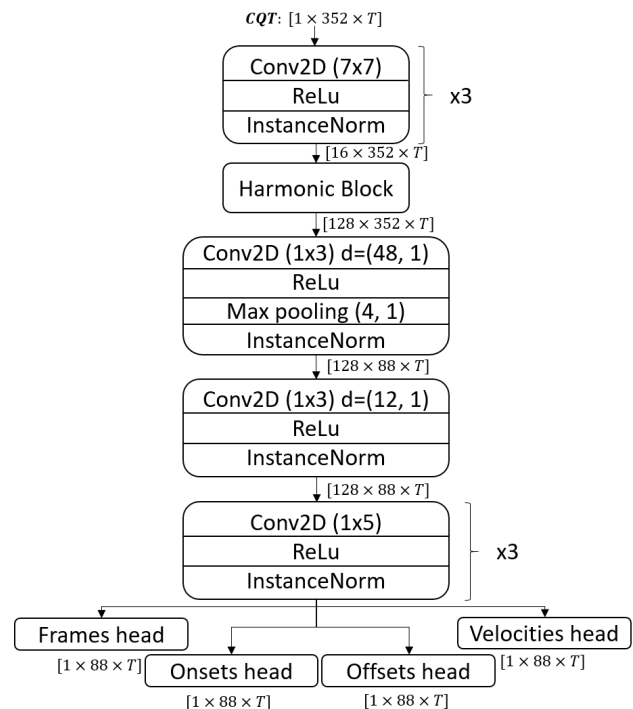 CQT: [1 × 352 × T]
Conv2D (7x7)
ReLu
x3
InstanceNorm
[16 × 352 × T]
Harmonic Block
[128 × 352 × T]
Conv2D (1x3) d=(48, 1)
ReLu
Max pooling (4, 1)
InstanceNorm
[128 × 88 × T]
Conv2D (1x3) d=(12, 1)
ReLu
InstanceNorm
[128 × 88 × T]
Conv2D (1x5)
ReLu
x3
InstanceNorm
Frames head
Velocities head
[1 × 88 × T]
[1 × 88 × T]
Onsets head
Offsets head
[1 × 88 × T]
[1 × 88 × T]